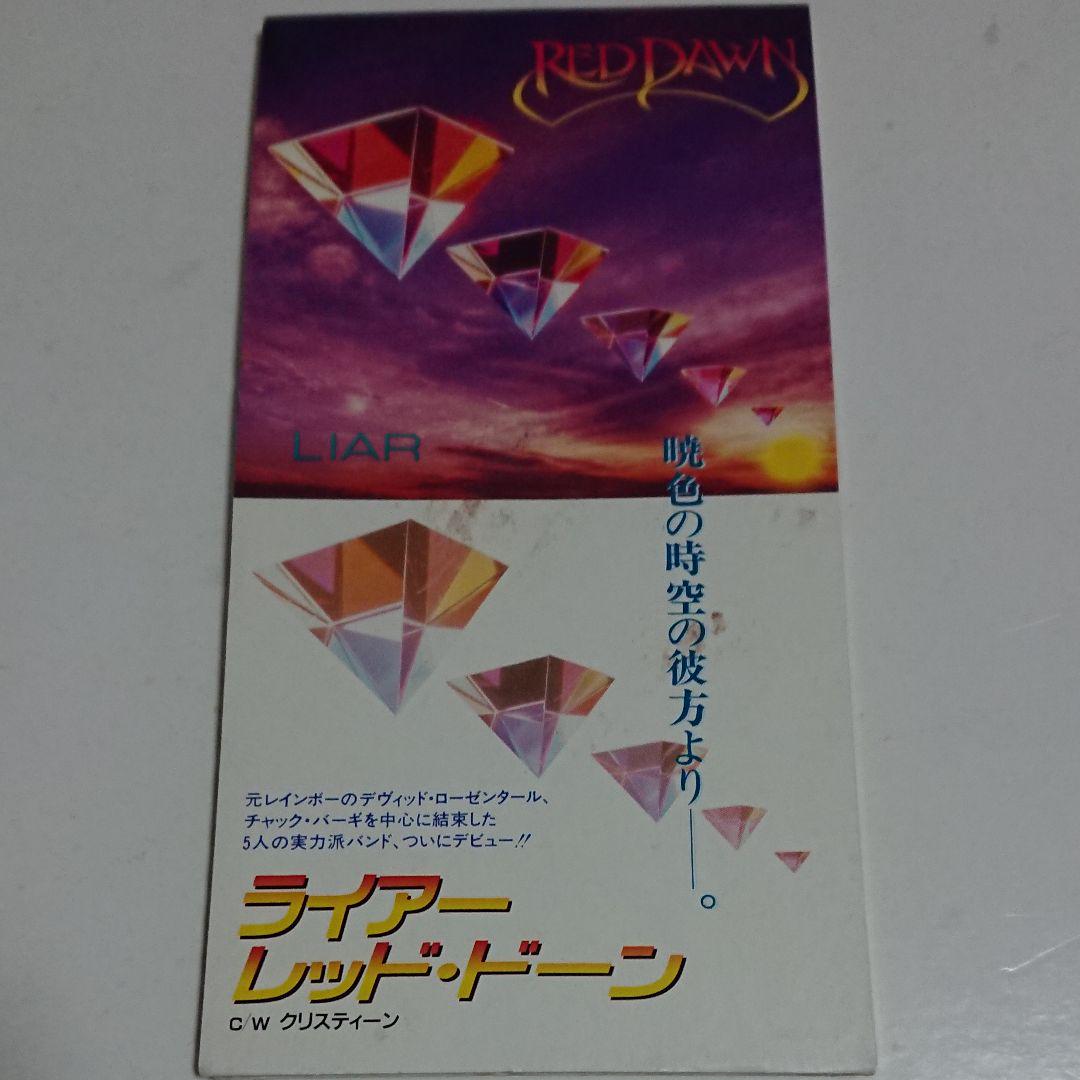 RED DAWN
LIAR
暁色の時空の彼方より――。
元レインボーのデヴィッド・ローゼンタール、
チャック・バーギを中心に結束した
5人の実力派バンド、ついにデビュー!!
ライアー
レッド・ドーン
c/w クリスティーン